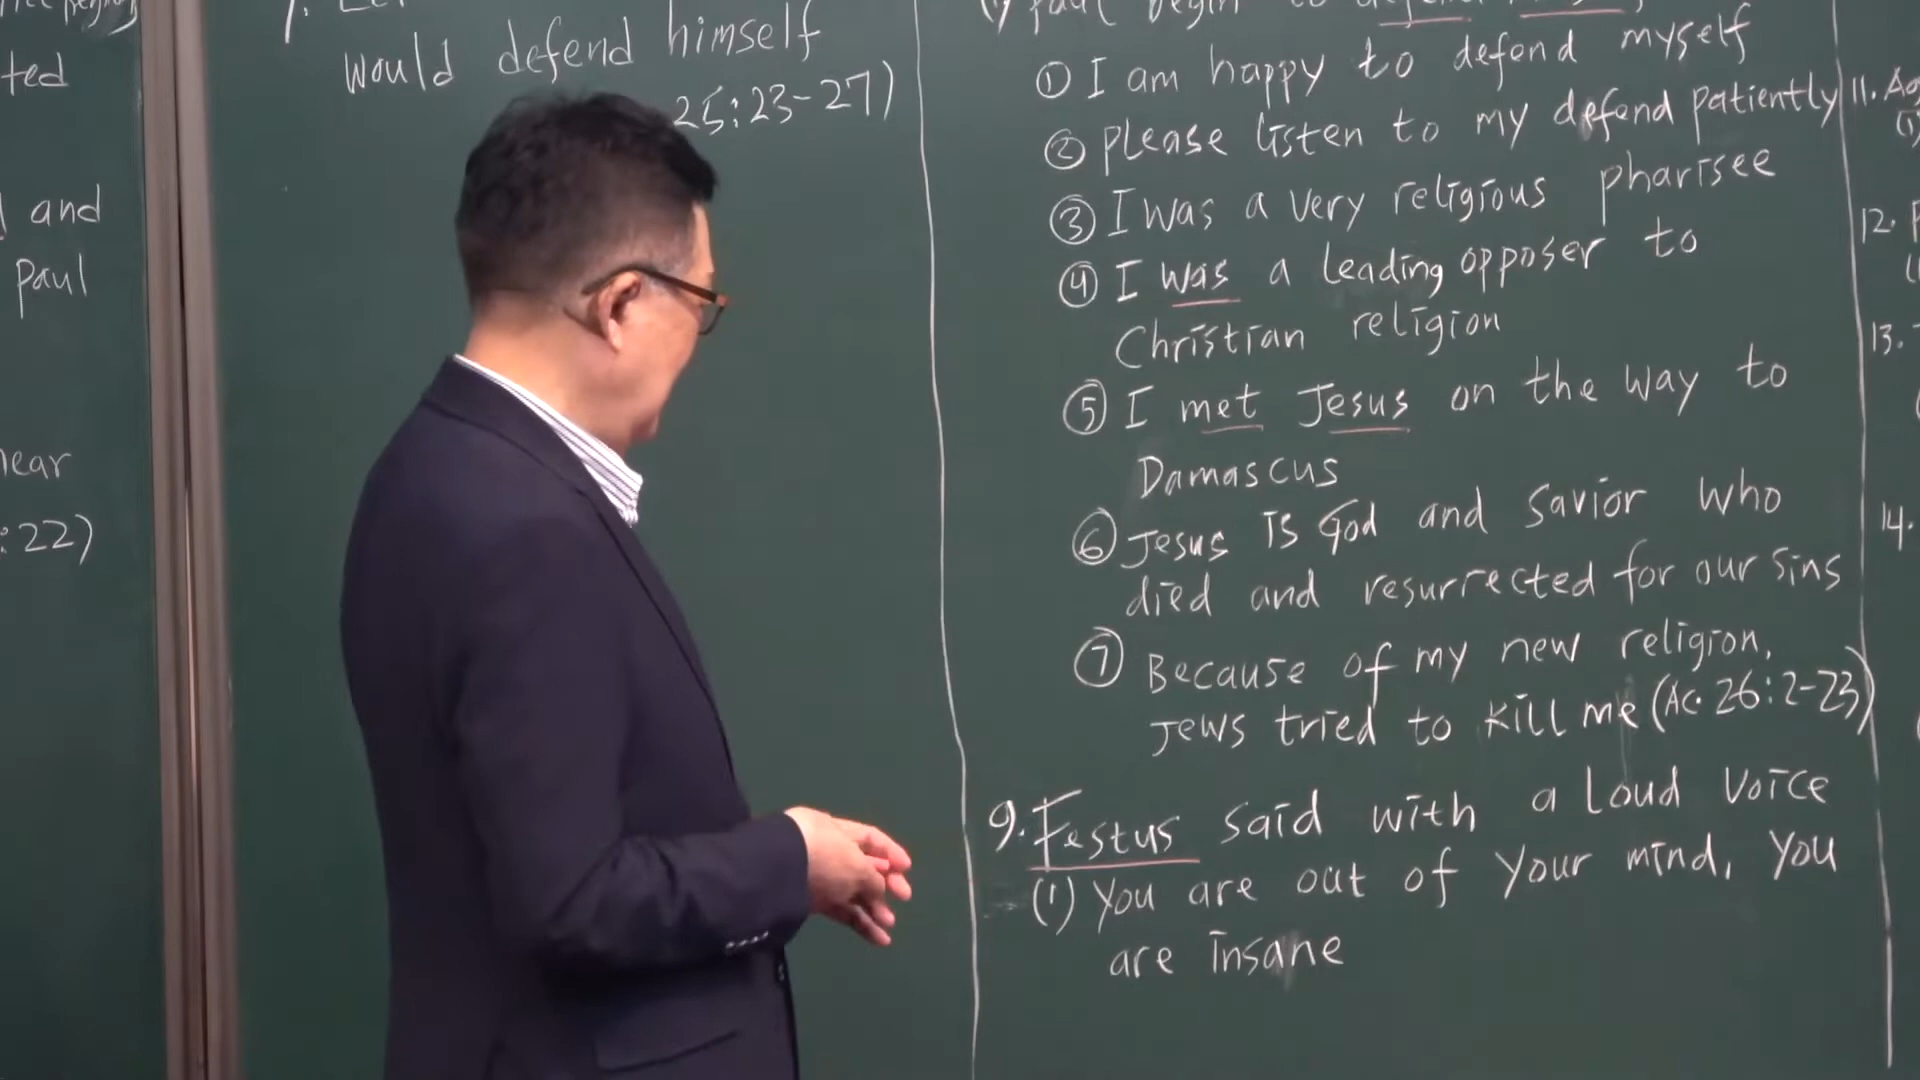 ted
and
Paul
:22)
would defend himself
25:23-27)
(1) Paul begin to
① I am happy to defend myself
② please listen to my defend patiently
③ I was a very religious pharisee
④ I was a leading opposer to
Christian religion
⑤ I met Jesus on the way to
Damascus
⑥ Jesus is God and savior who
died and resurrected for our sins
⑦ Because of my new religion,
Jews tried to kill me (Ac. 26:2-23)
9. Festus said with a loud voice
(1) you are out of your mind, you
are insane
11.
12.
13.
14.